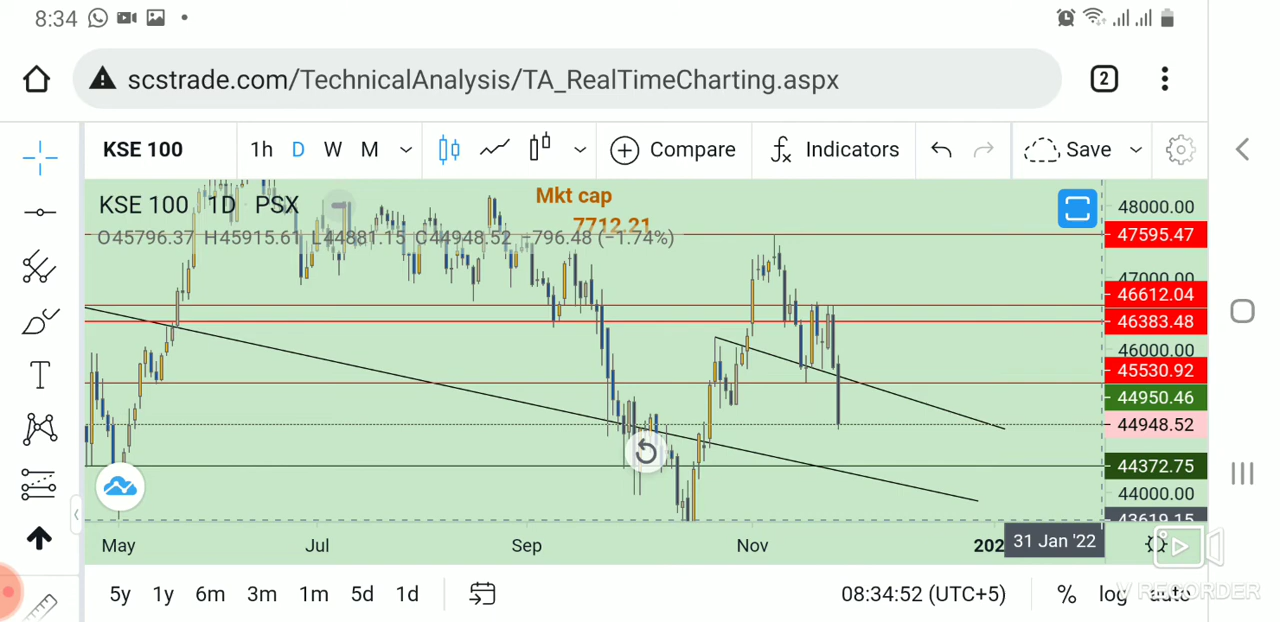 8:34
scstrade.com/TechnicalAnalysis/TA_RealTimeCharting.aspx
2
KSE 100 1h D W M Compare Indicators Save
KSE 100 1D PSX
Mkt cap
7712.21
O45796.37 H45915.61 L44881.15 C44948.52 -796.48 (-1.74%)
48000.00
47595.47
47000.00
46612.04
46383.48
46000.00
45530.92
44950.46
44948.52
44372.75
44000.00
43619.15
T
May Jul Sep Nov 202 31 Jan '22
5y 1y 6m 3m 1m 5d 1d 08:34:52 (UTC+5) % log auto
V RECORDER